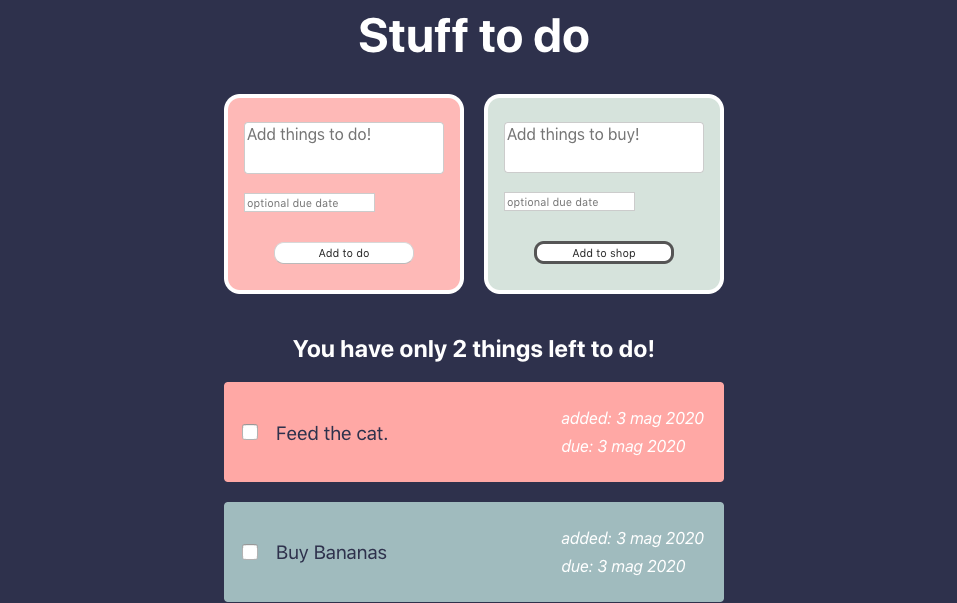 Stuff to do
Add things to do!
optional due date
Add to do
Add things to buy!
optional due date
Add to shop
You have only 2 things left to do!
Feed the cat.
added: 3 mag 2020
due: 3 mag 2020
Buy Bananas
added: 3 mag 2020
due: 3 mag 2020